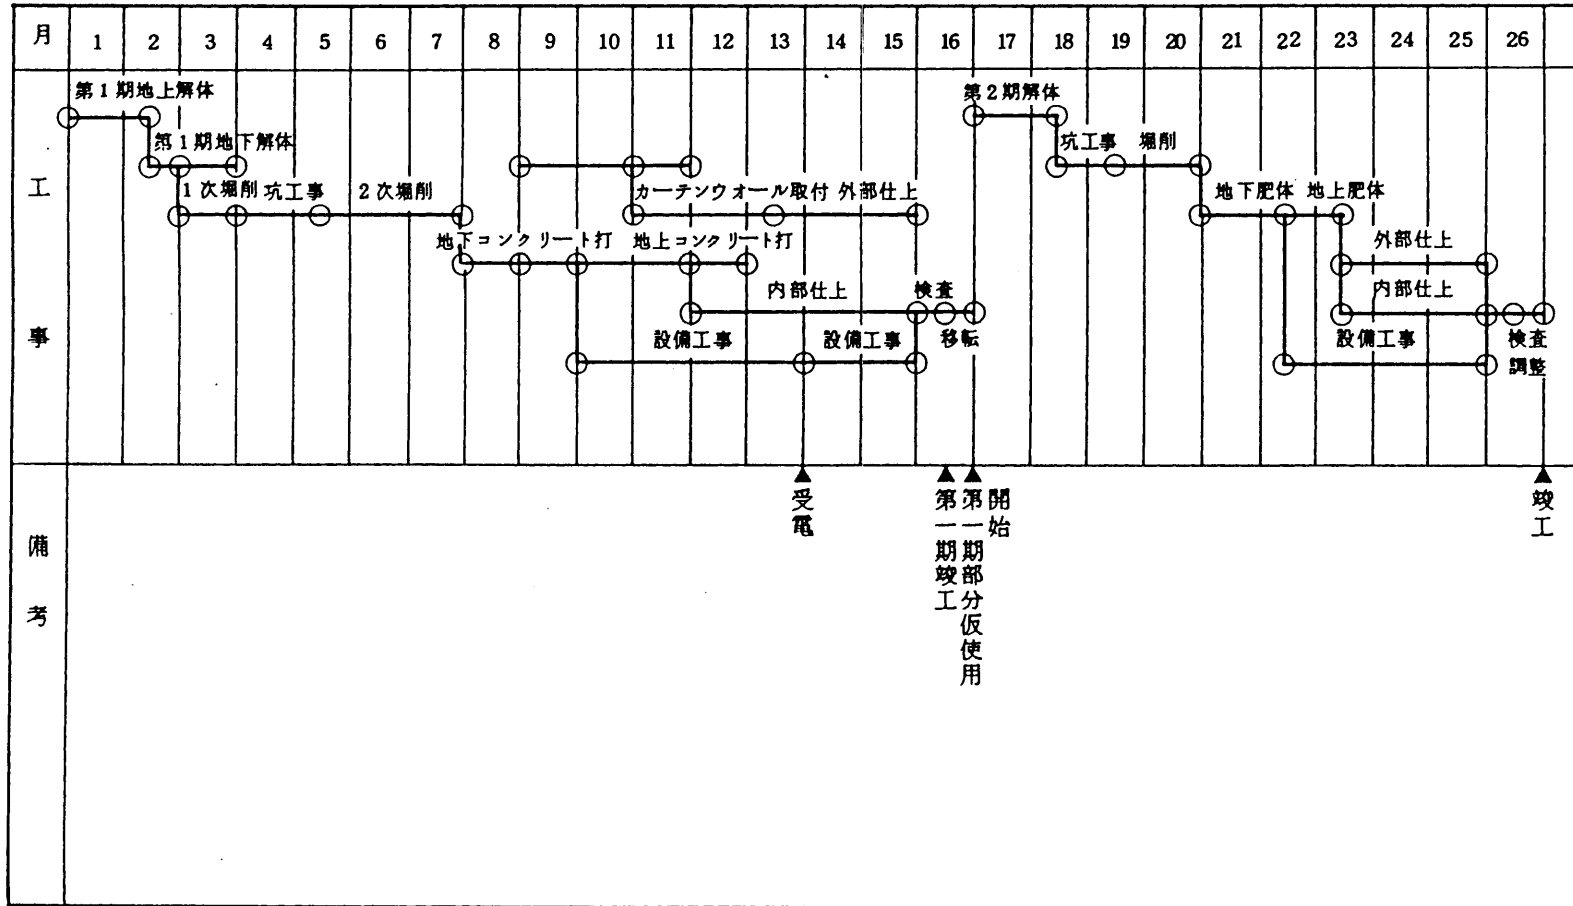 月 1 2 3 4 5 6 7 8 9 10 11 12 13 14 15 16 17 18 19 20 21 22 23 24 25 26
工事
第1期地上解体
第2期解体
第1期地下解体
坑工事 堀削
1次堀削 坑工事 2次堀削
カーテンウォール取付 外部仕上
地下肥体 地上肥体
地下コンクリート打 地上コンクリート打
外部仕上
内部仕上 検査
内部仕上
設備工事 設備工事 移転
設備工事 検査
調整
備考
受電
第一期竣工
第一期部分仮使用
開始
竣工